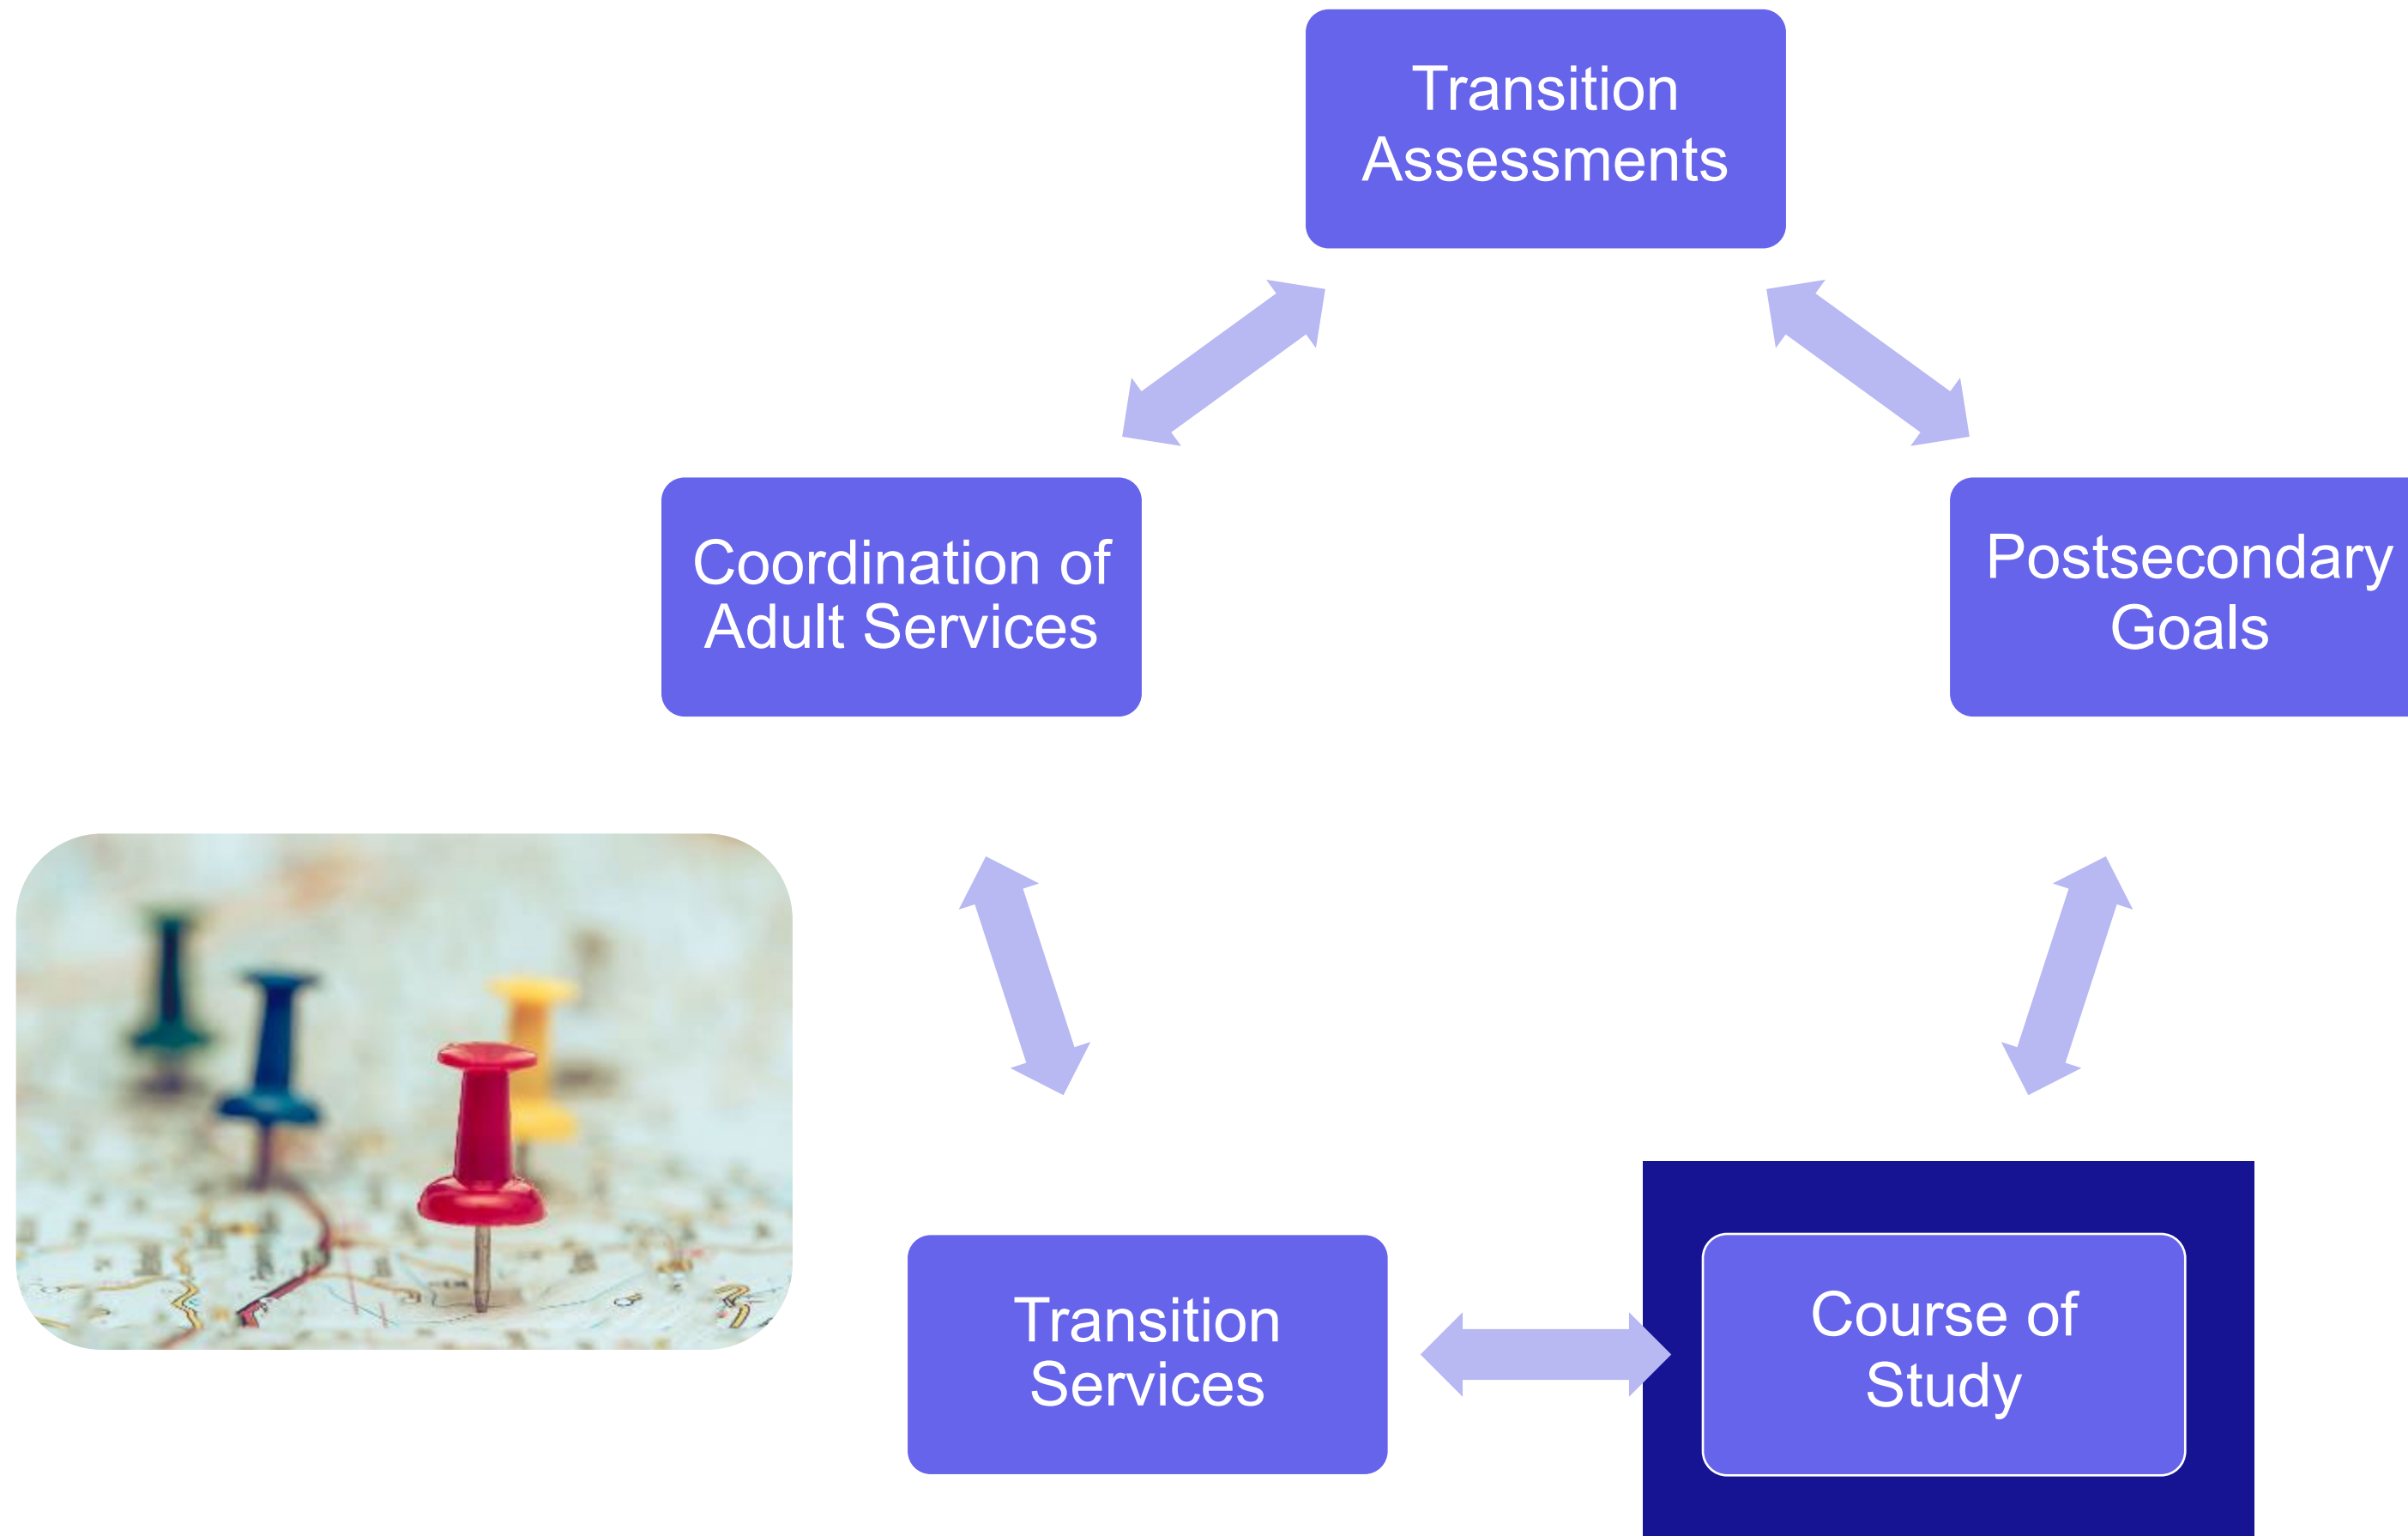 Transition
Assessments
Coordination of
Adult Services
Postsecondary
Goals
Transition
Services
Course of
Study